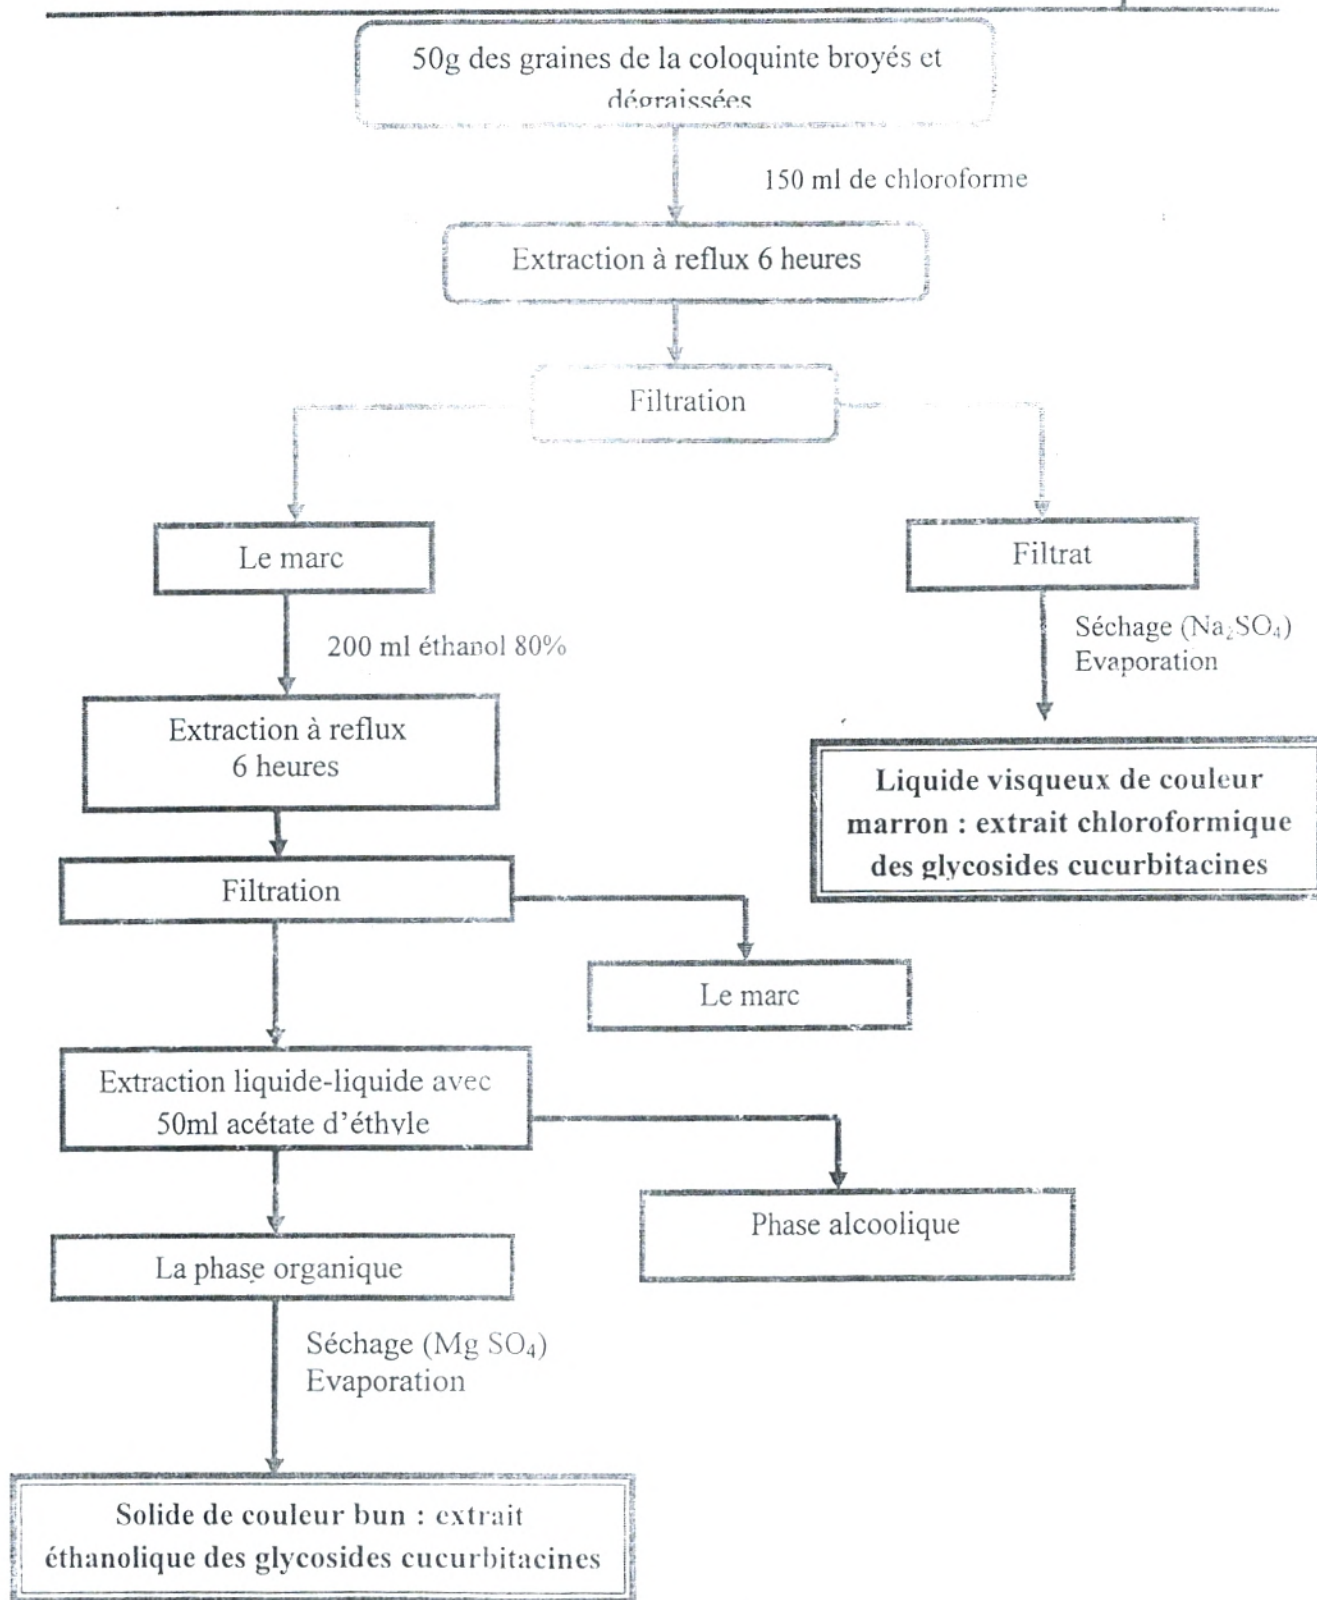 50g des graines de la coloquinte broyés et
dégraissées
150 ml de chloroforme
Extraction à reflux 6 heures
Filtration
Le marc
Filtrat
200 ml éthanol 80%
Séchage (Na₂SO₄)
Evaporation
Extraction à reflux
6 heures
Liquide visqueux de couleur
marron : extrait chloroformique
des glycosides cucurbitacines
Filtration
Le marc
Extraction liquide-liquide avec
50ml acétate d'éthyle
Phase alcoolique
La phase organique
Séchage (Mg SO₄)
Evaporation
Solide de couleur bun : extrait
éthanolique des glycosides cucurbitacines